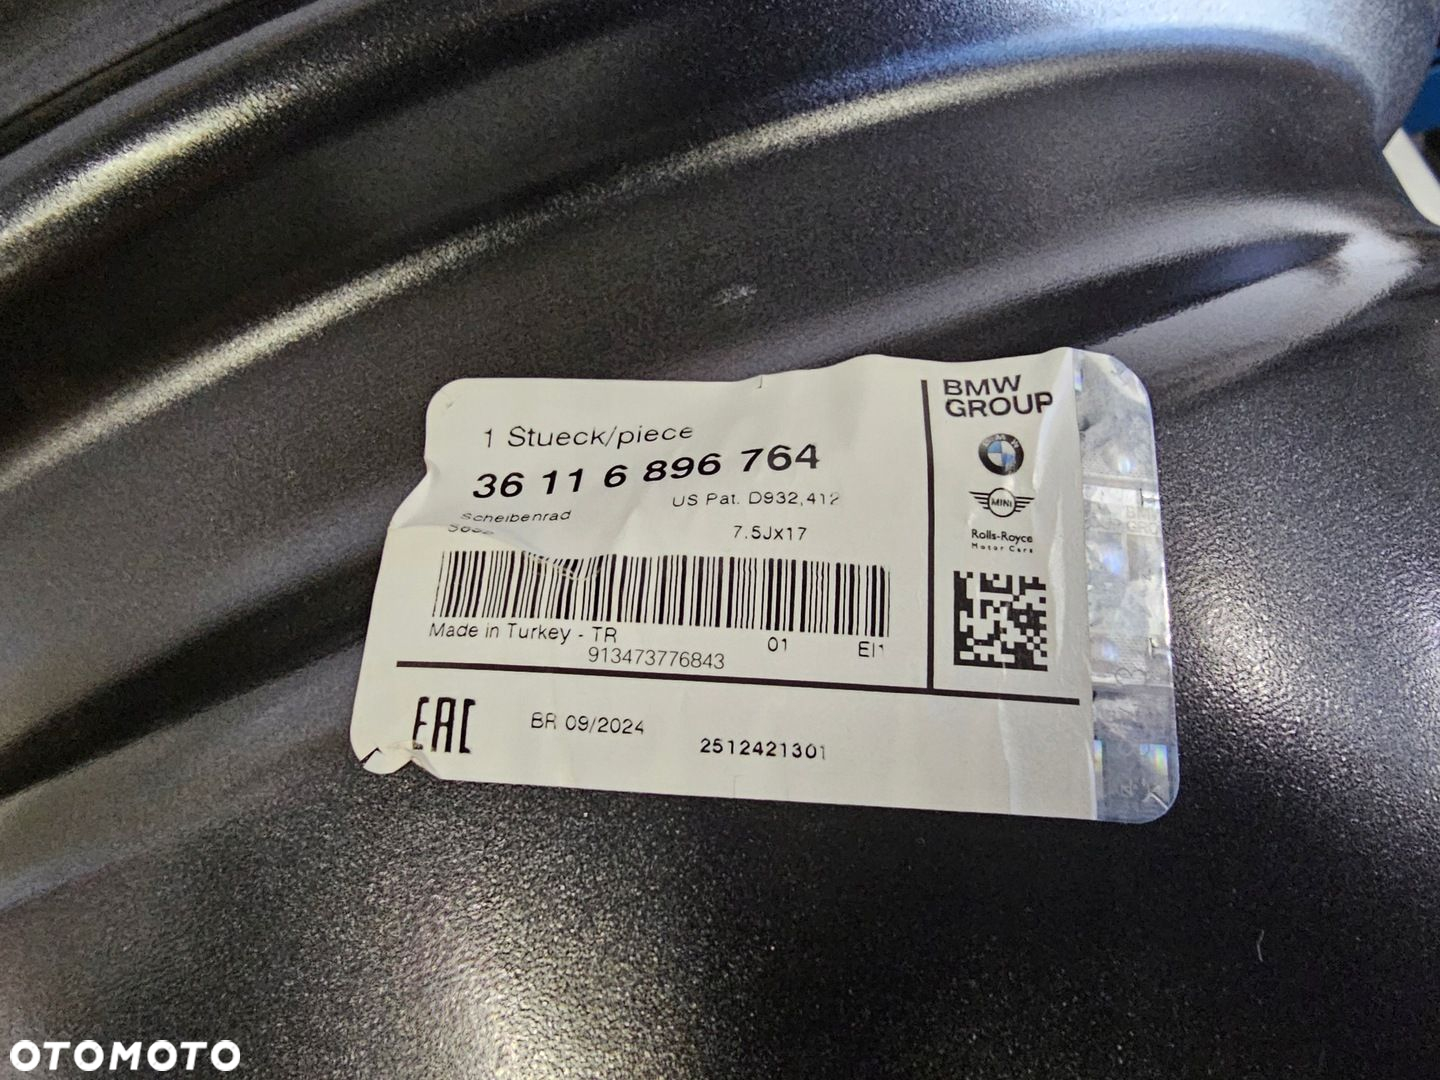 1 Stueck/piece
36 11 6 896 764
US Pat. D932,412
Scheibenrad
7.5Jx17
Made in Turkey - TR
01
913473776843
BMW
GROUP
BMW
MINI
Rolls-Royce
Motor Cars
EAC
BR 09/2024
2512421301
OTOMOTO